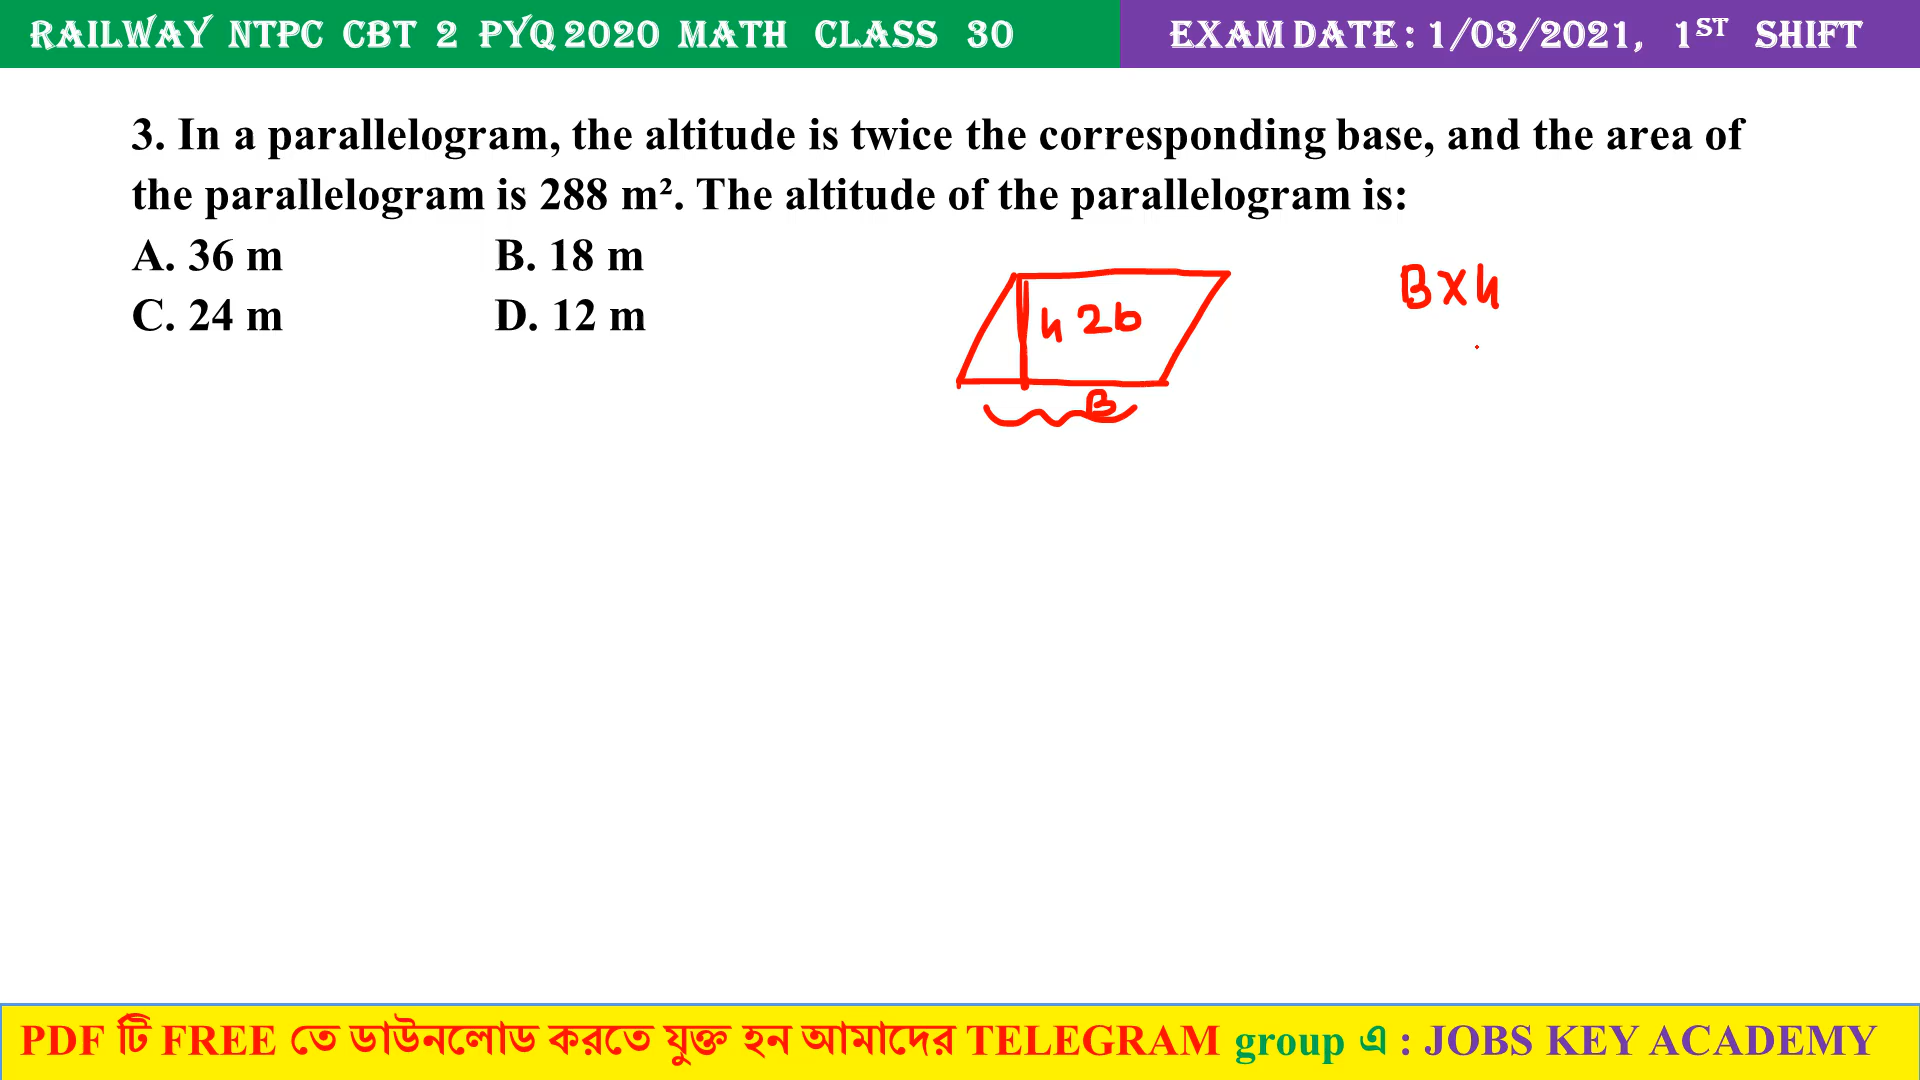 RAILWAY NTPC CBT 2 PYQ 2020 MATH CLASS 30
EXAM DATE : 1/03/2021, 1ST SHIFT
3. In a parallelogram, the altitude is twice the corresponding base, and the area of
the parallelogram is 288 m². The altitude of the parallelogram is:
A. 36 m B. 18 m
C. 24 m D. 12 m
h 2b
B
B×h
PDF টি FREE তে ডাউনলোড করতে যুক্ত হন আমাদের TELEGRAM group এ : JOBS KEY ACADEMY